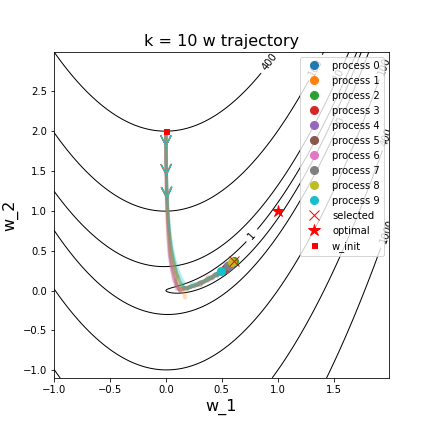 k = 10 w trajectory
400
process 0
process 1
process 2
process 3
process 4
process 5
process 6
process 7
process 8
process 9
selected
optimal
w_init
1
w_2
2.5
2.0
1.5
1.0
0.5
0.0
−0.5
−1.0
−1.0
−0.5
0.0
0.5
1.0
1.5
w_1